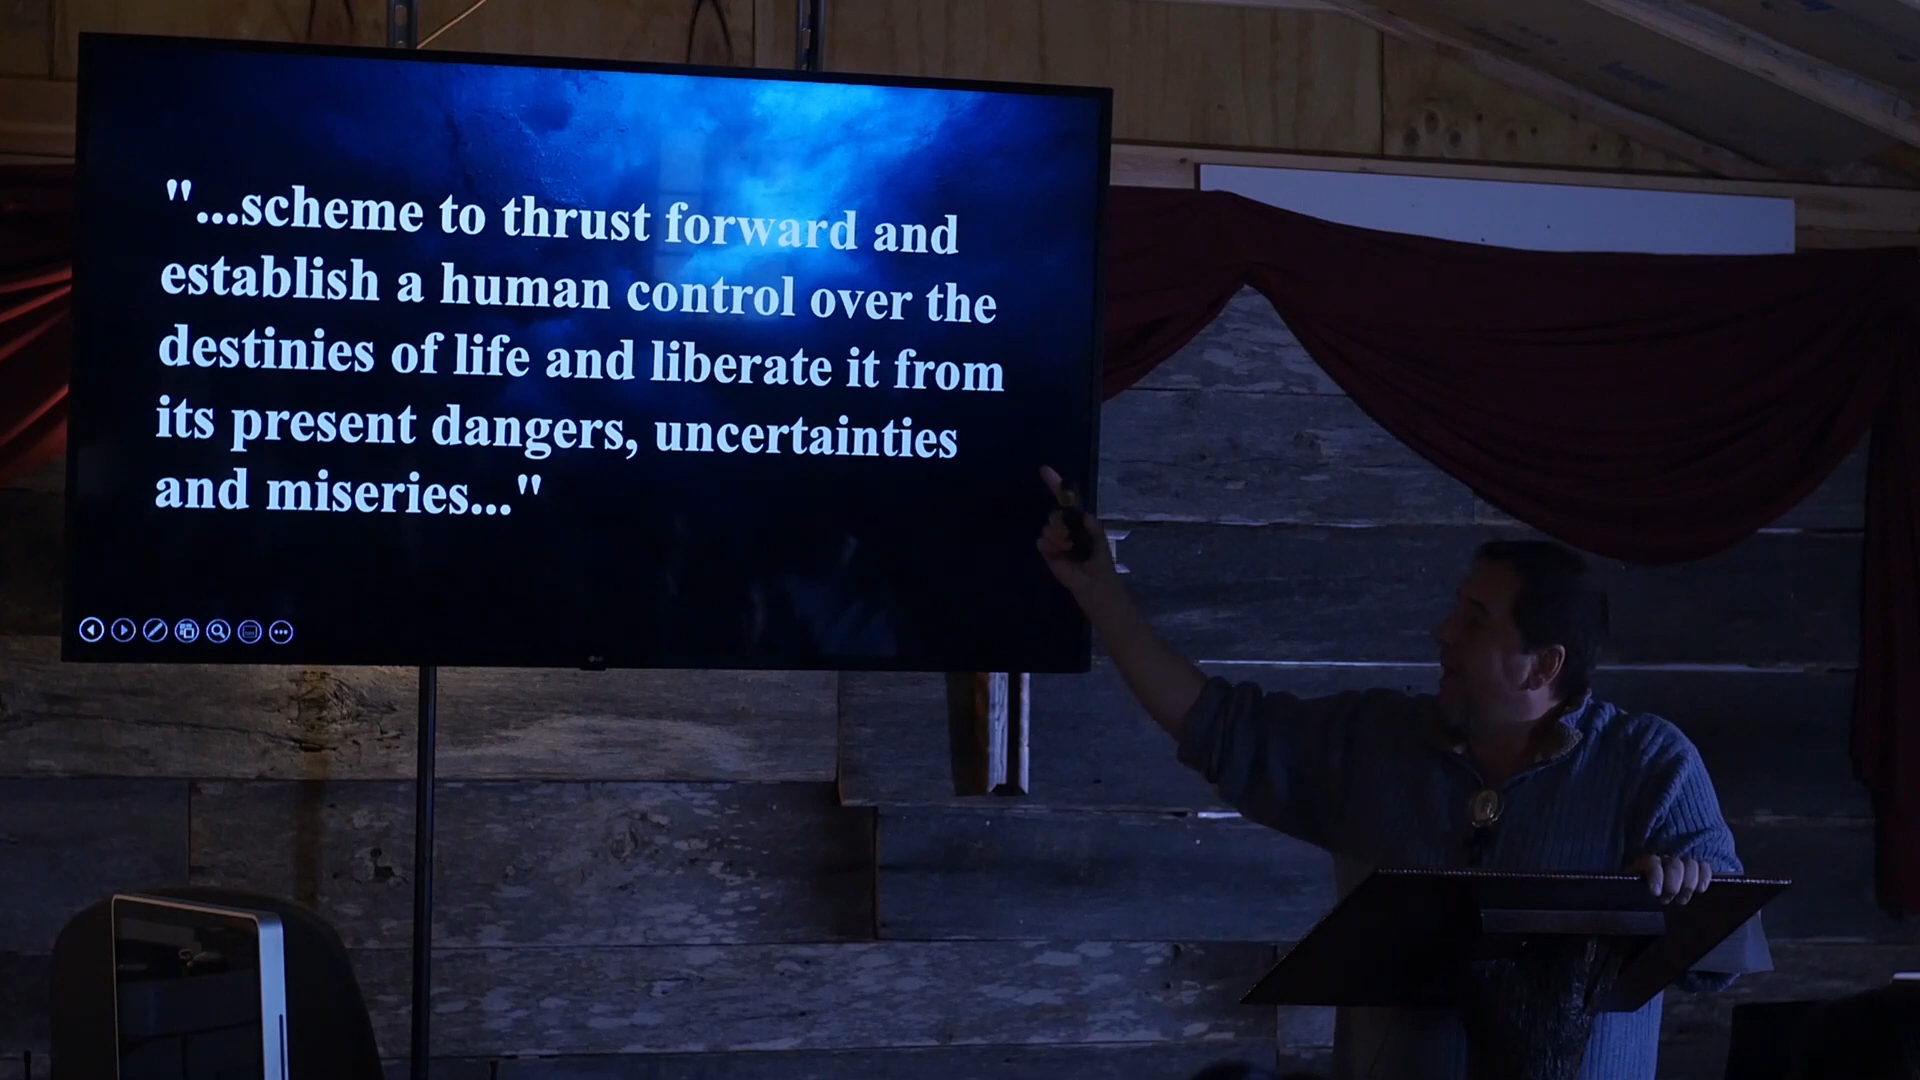 "...scheme to thrust forward and
establish a human control over the
destinies of life and liberate it from
its present dangers, uncertainties
and miseries..."
LG